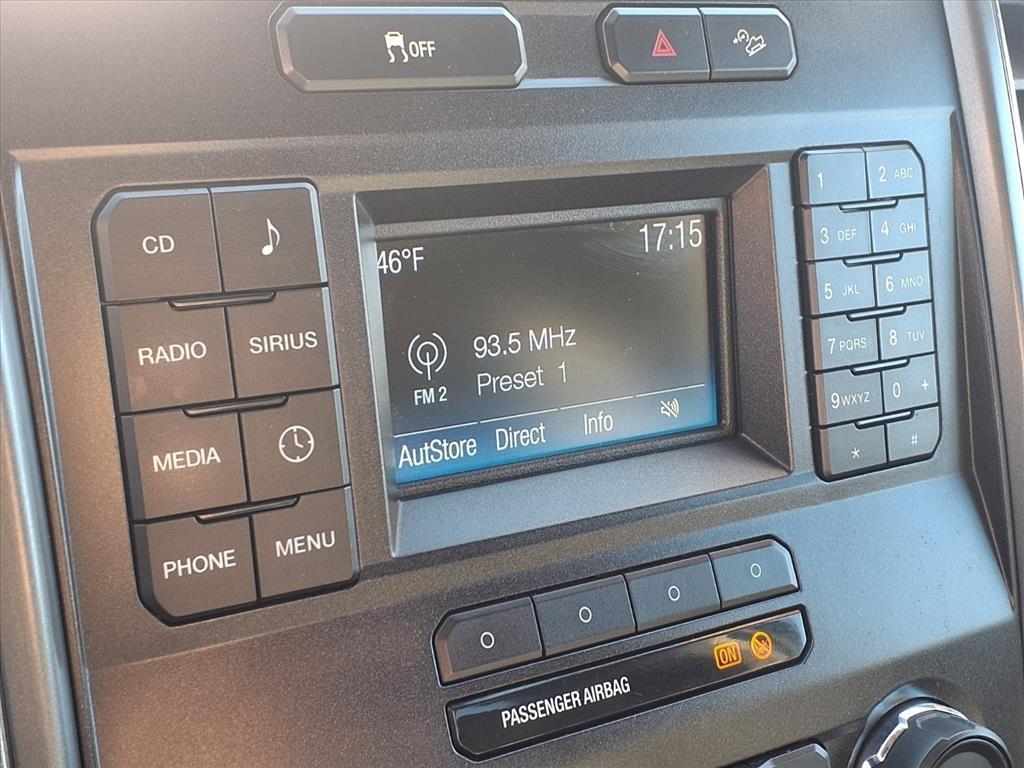 OFF
CD
RADIO SIRIUS
MEDIA
PHONE MENU
46°F 17:15
93.5 MHz
FM 2 Preset 1
AutStore Direct Info
1 2 ABC
3 DEF 4 GHI
5 JKL 6 MNO
7 PQRS 8 TUV
9 WXYZ 0 +
* #
PASSENGER AIRBAG ON